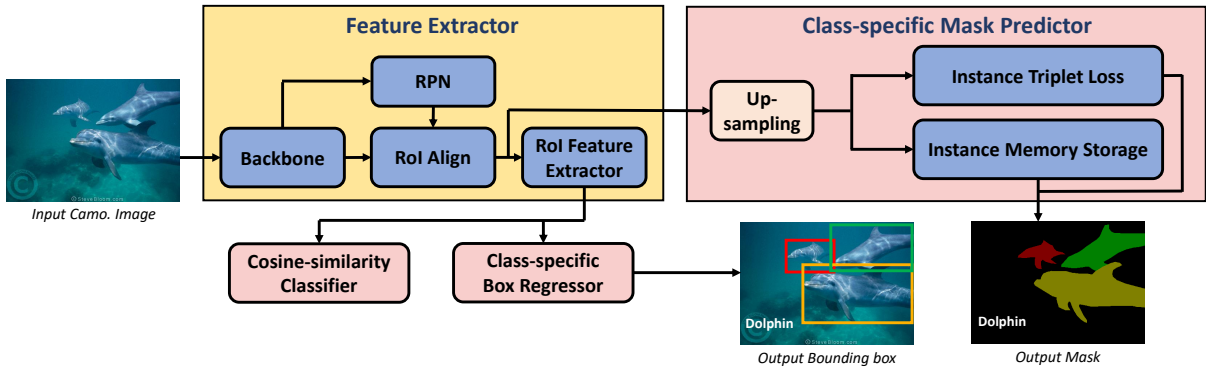 Feature Extractor
Class-specific Mask Predictor
RPN
Instance Triplet Loss
Up-
sampling
Backbone
RoI Align
RoI Feature
Extractor
Instance Memory Storage
©
Input Camo. Image
Cosine-similarity
Classifier
Class-specific
Box Regressor
Dolphin
Output Bounding box
Dolphin
Output Mask